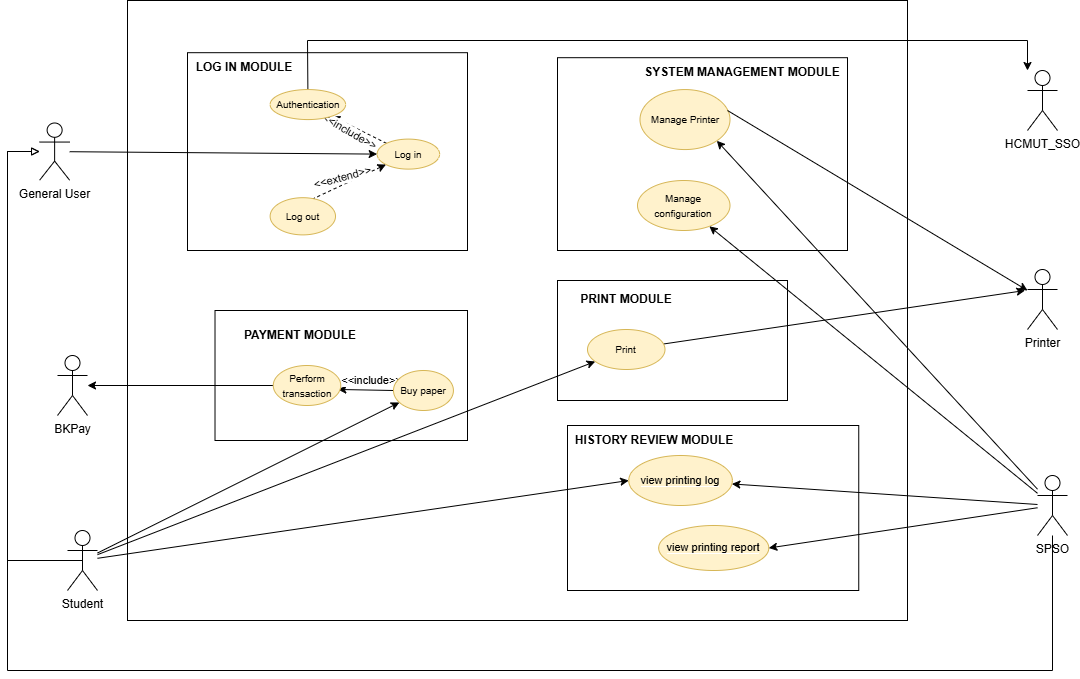 LOG IN MODULE
SYSTEM MANAGEMENT MODULE
Authentication
<<include>>
Manage Printer
HCMUT_SSO
Log in
<<extend>>
General User
Manage
configuration
Log out
PRINT MODULE
PAYMENT MODULE
Printer
Print
Perform
transaction
<<include>>
Buy paper
BKPay
HISTORY REVIEW MODULE
view printing log
view printing report
SPSO
Student